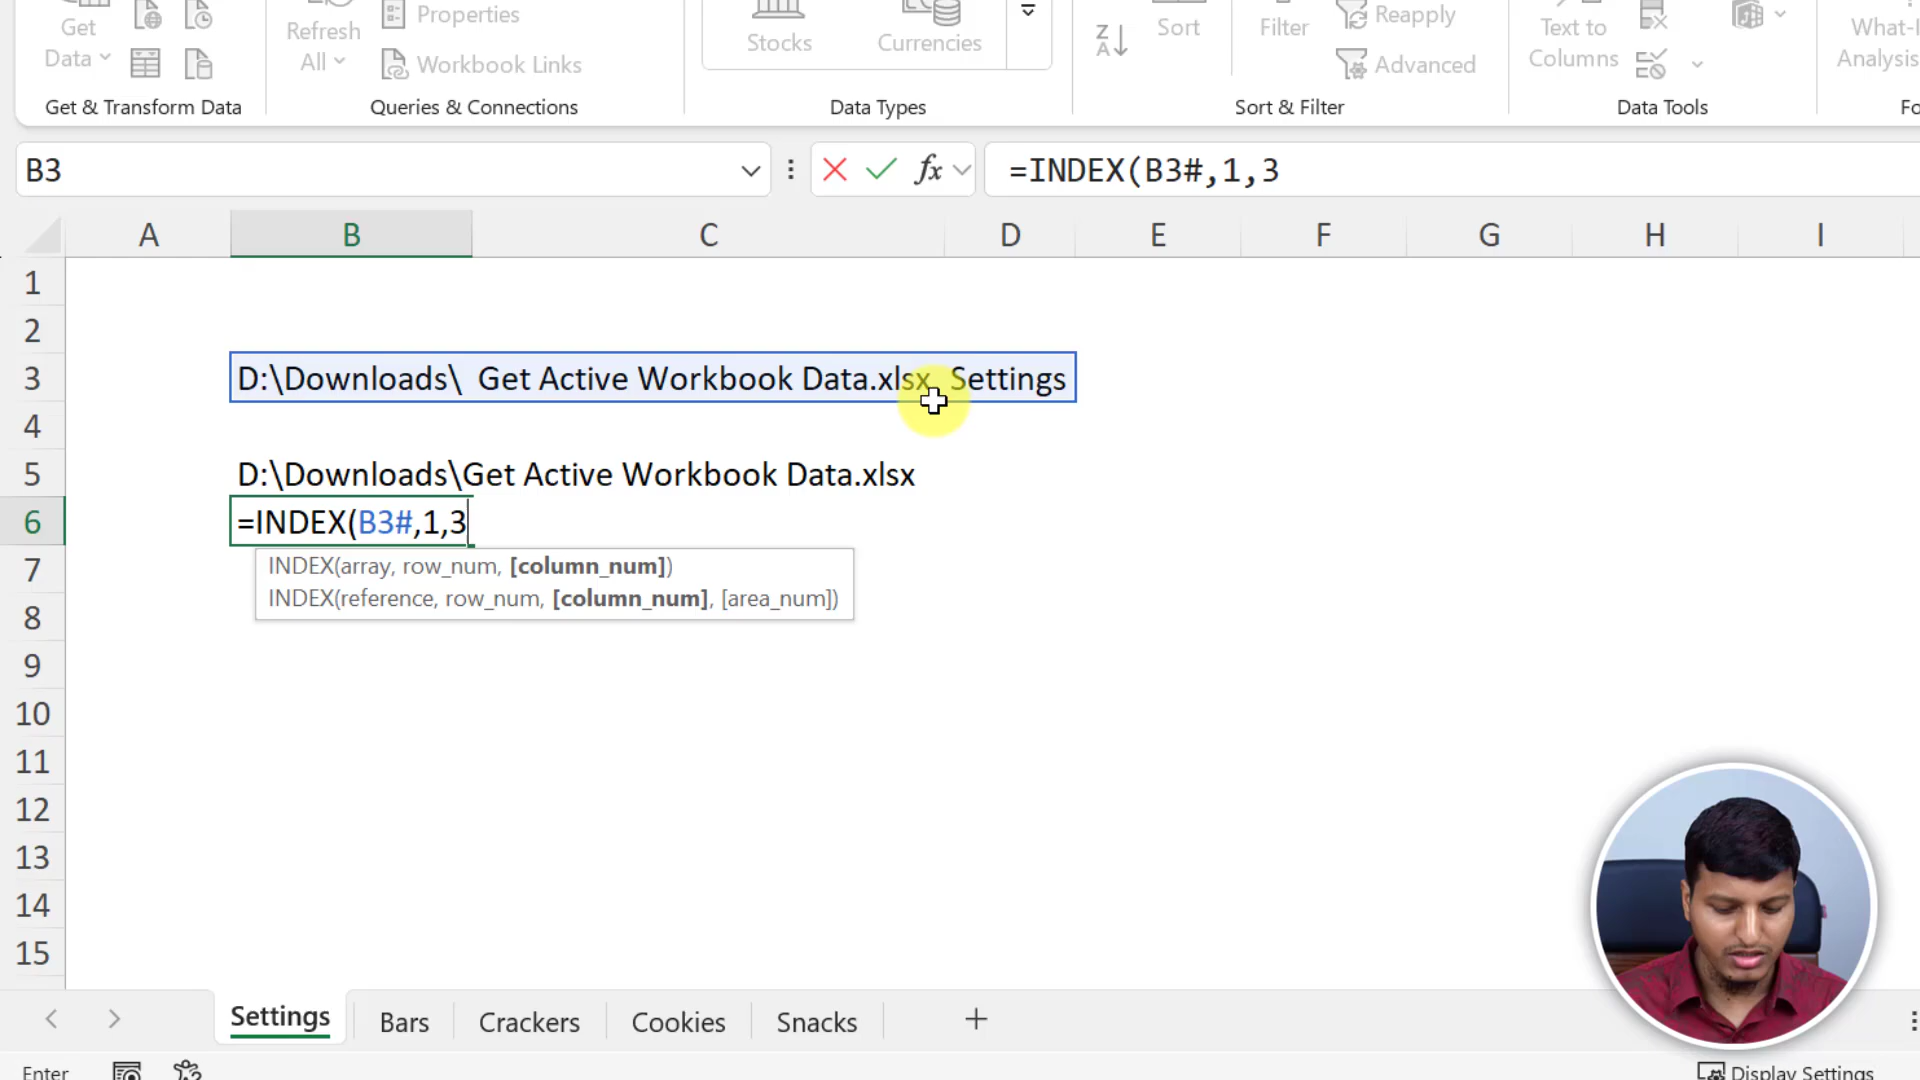 Get
Data
Refresh
All
Properties
Workbook Links
Stocks
Currencies
Z
A
Sort
Filter
Reapply
Advanced
Text to
Columns
Analysis
Get & Transform Data
Queries & Connections
Data Types
Sort & Filter
Data Tools
B3
fx
=INDEX(B3#,1,3
A B C D E F G H I
1
2
3 D:\Downloads\ Get Active Workbook Data.xlsx Settings
4
5 D:\Downloads\Get Active Workbook Data.xlsx
6 =INDEX(B3#,1,3
INDEX(array, row_num, [column_num])
INDEX(reference, row_num, [column_num], [area_num])
7
8
9
10
11
12
13
14
15
Settings Bars Crackers Cookies Snacks +
Enter
Display Settings